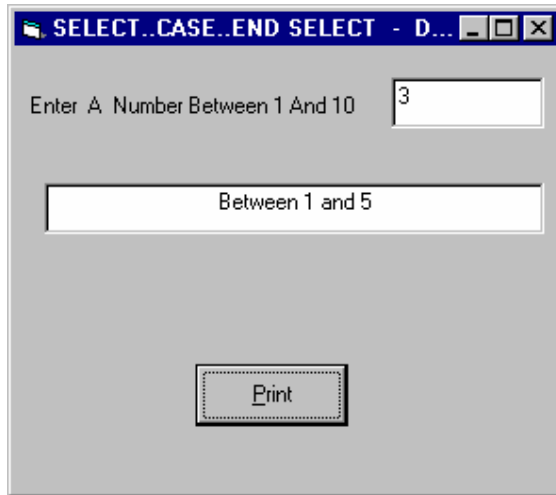 SELECT..CASE..END SELECT - D...
Enter A Number Between 1 And 10
3
Between 1 and 5
Print